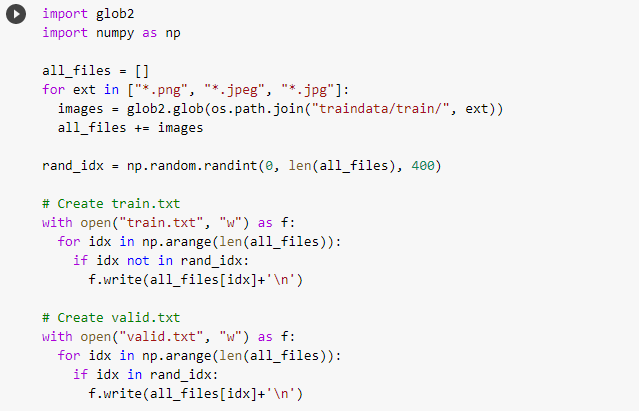 import glob2
import numpy as np

all_files = []
for ext in ["*.png", "*.jpeg", "*.jpg"]:
  images = glob2.glob(os.path.join("traindata/train/", ext))
  all_files += images

rand_idx = np.random.randint(0, len(all_files), 400)

# Create train.txt
with open("train.txt", "w") as f:
  for idx in np.arange(len(all_files)):
    if idx not in rand_idx:
      f.write(all_files[idx]+'\n')

# Create valid.txt
with open("valid.txt", "w") as f:
  for idx in np.arange(len(all_files)):
    if idx in rand_idx:
      f.write(all_files[idx]+'\n')